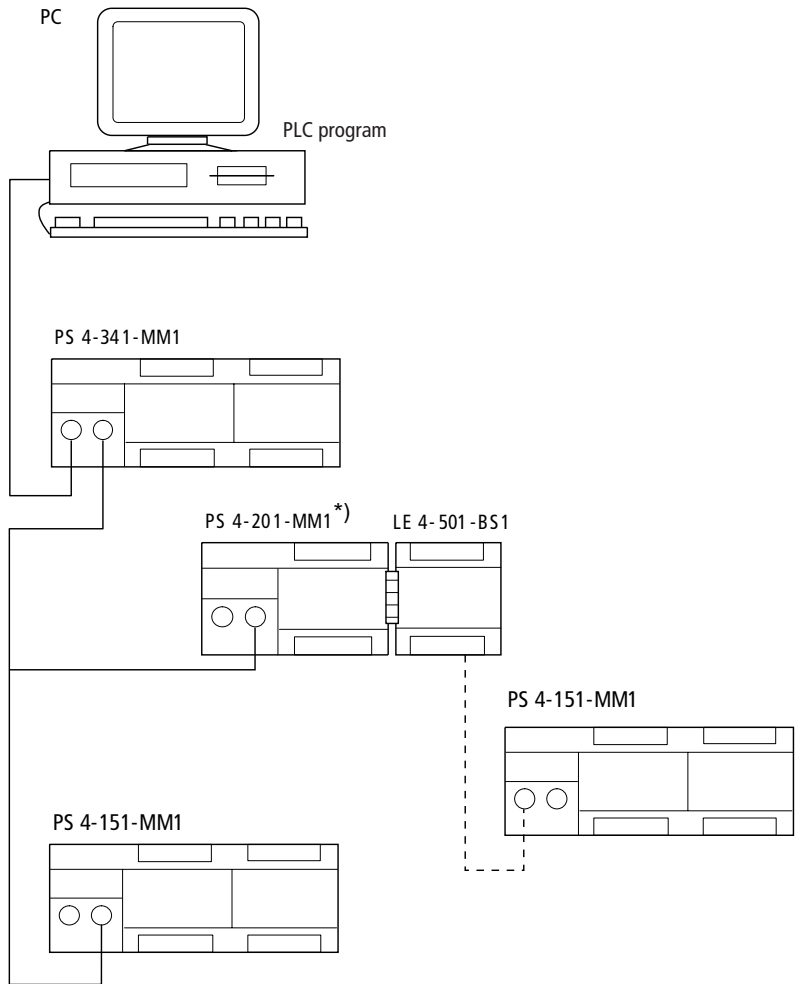 PC
PLC program
PS 4-341-MM1
PS 4-201-MM1*) LE 4-501-BS1
PS 4-151-MM1
PS 4-151-MM1